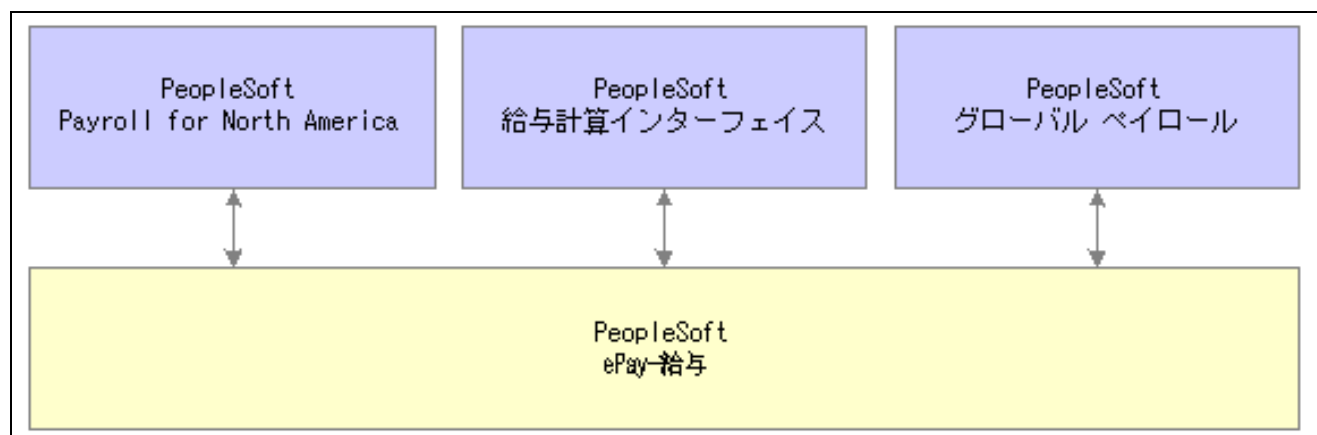 PeopleSoft
Payroll for North America
PeopleSoft
給与計算インターフェイス
PeopleSoft
グローバル ペイロール
PeopleSoft
ePay-給与